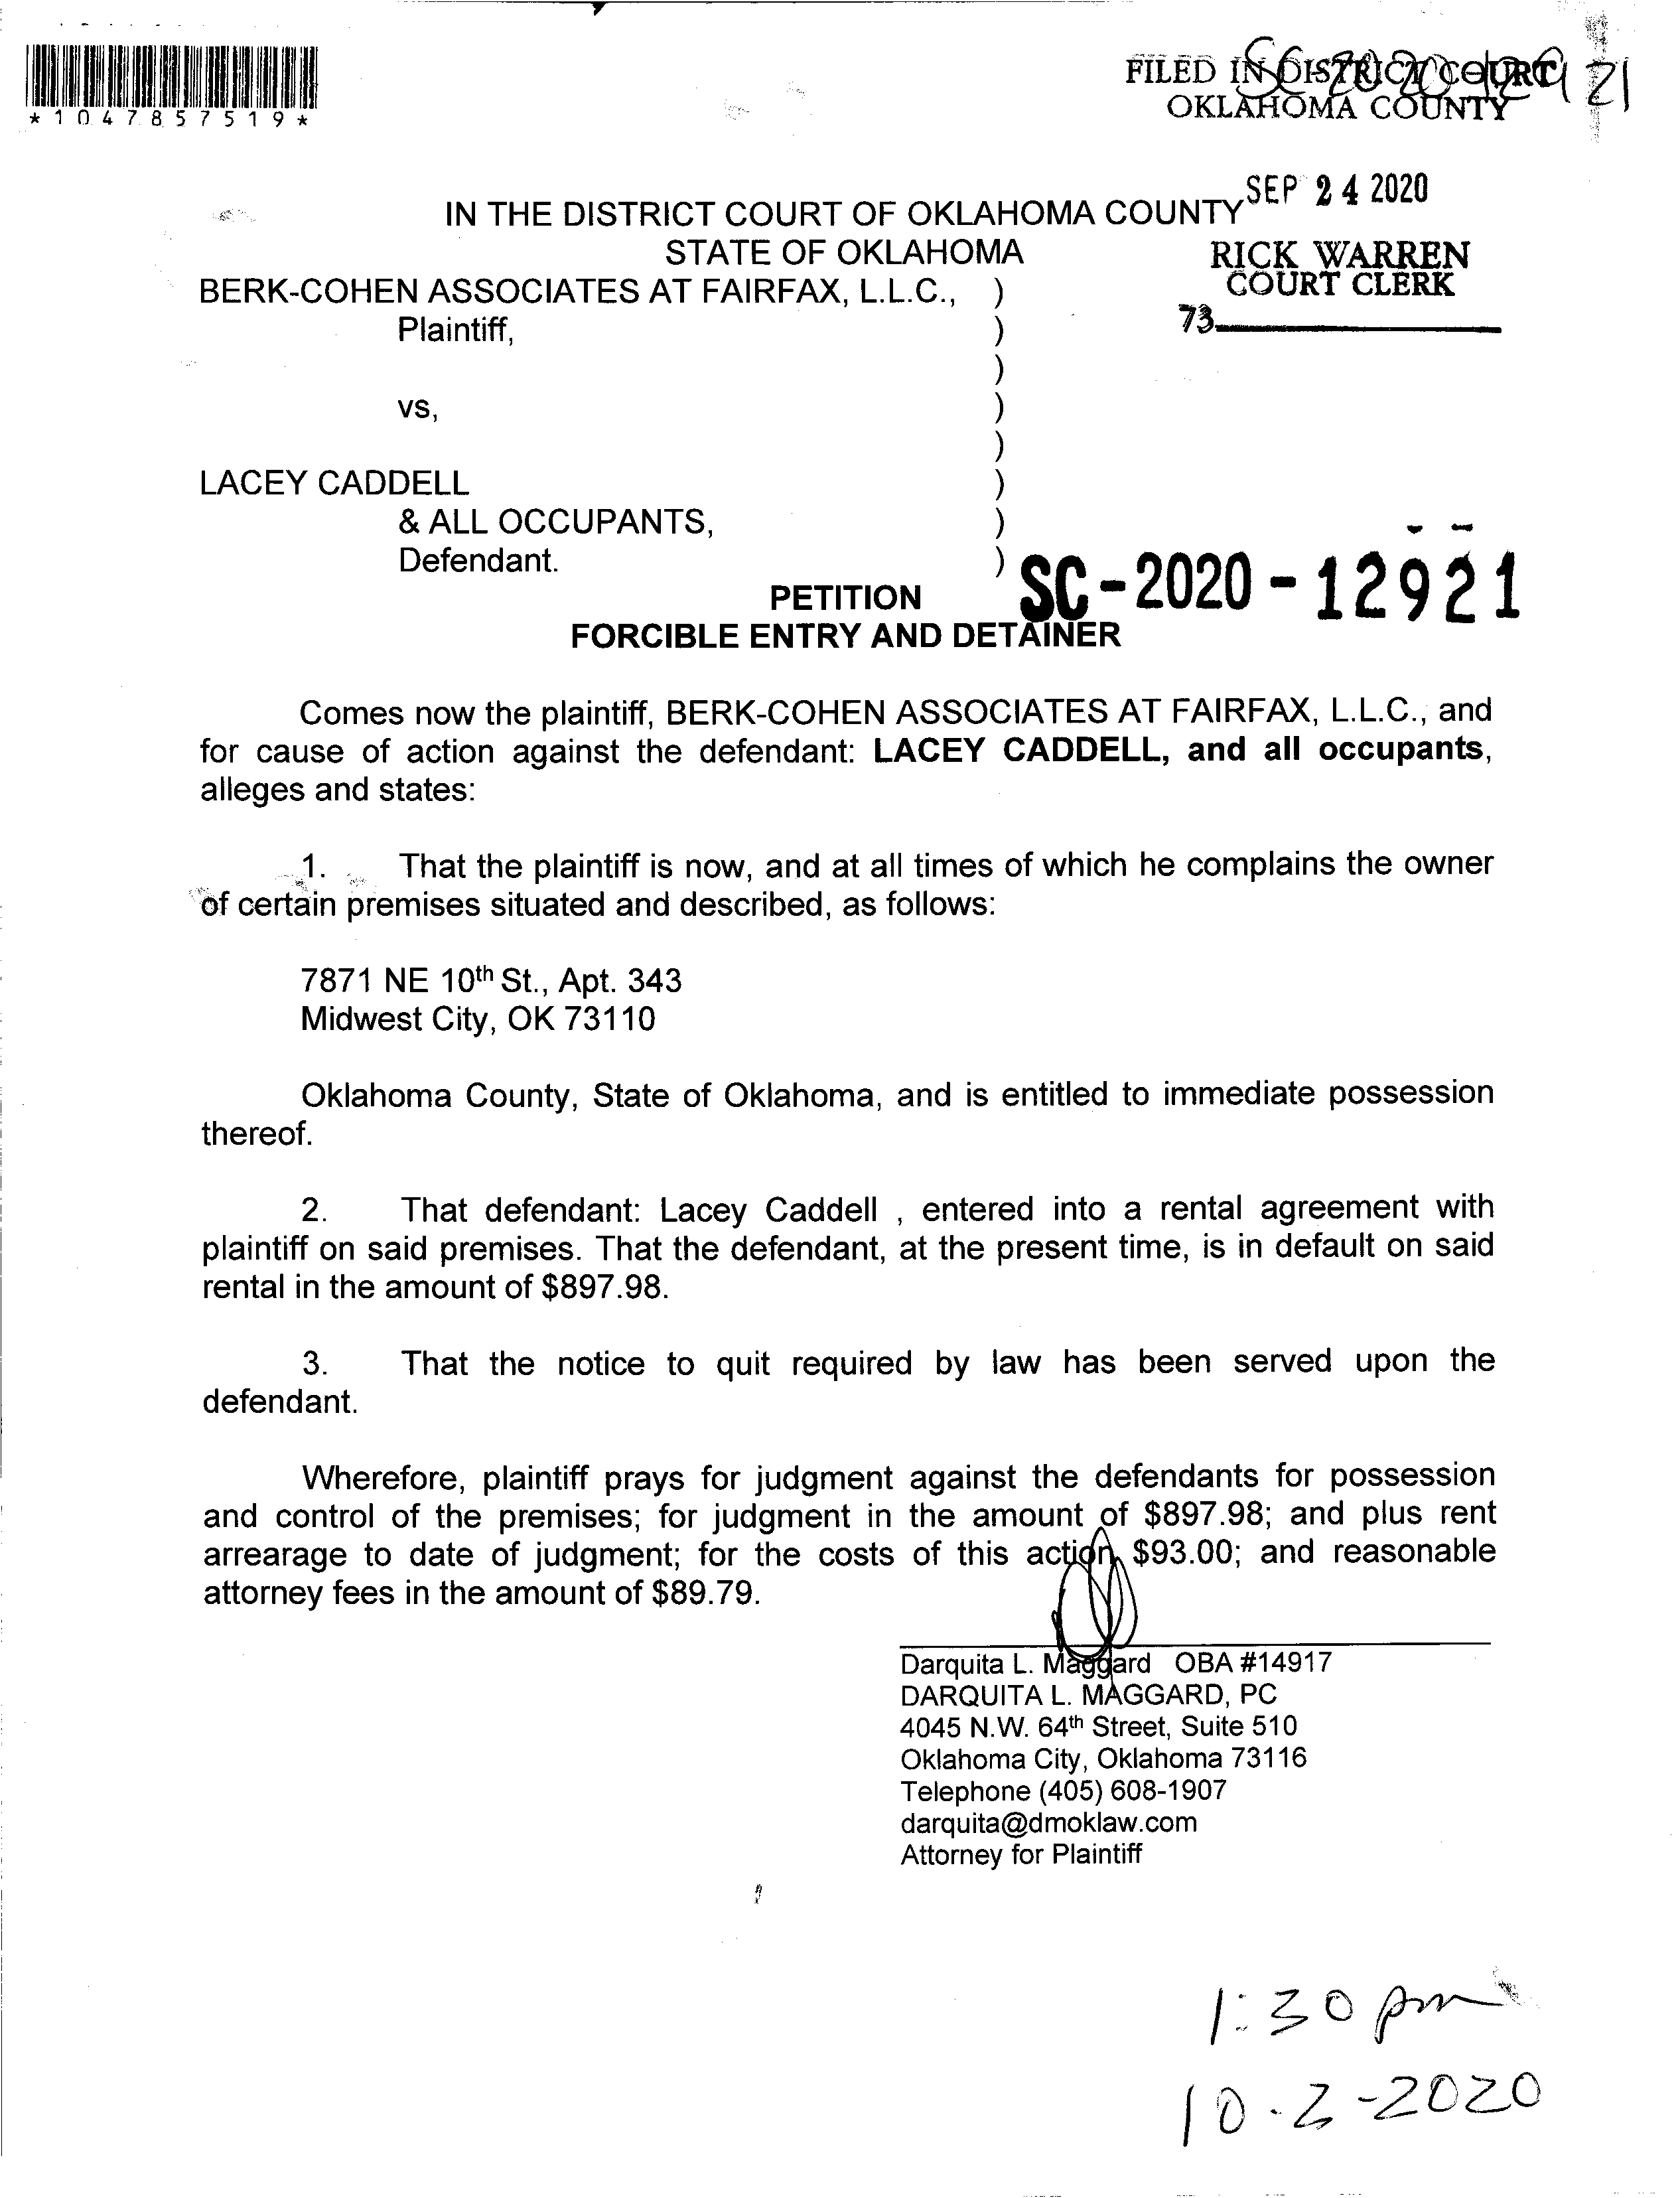 *1047857519*
SC-2020-12921
FILED IN DISTRICT COURT
OKLAHOMA COUNTY
SEP 24 2020
RICK WARREN
COURT CLERK
73
IN THE DISTRICT COURT OF OKLAHOMA COUNTY
STATE OF OKLAHOMA
BERK-COHEN ASSOCIATES AT FAIRFAX, L.L.C., )
Plaintiff, )
)
vs, )
)
LACEY CADDELL )
& ALL OCCUPANTS, )
Defendant. )
SC-2020-12921
PETITION
FORCIBLE ENTRY AND DETAINER
Comes now the plaintiff, BERK-COHEN ASSOCIATES AT FAIRFAX, L.L.C., and
for cause of action against the defendant: LACEY CADDELL, and all occupants,
alleges and states:
1. That the plaintiff is now, and at all times of which he complains the owner
of certain premises situated and described, as follows:
7871 NE 10th St., Apt. 343
Midwest City, OK 73110
Oklahoma County, State of Oklahoma, and is entitled to immediate possession
thereof.
2. That defendant: Lacey Caddell , entered into a rental agreement with
plaintiff on said premises. That the defendant, at the present time, is in default on said
rental in the amount of $897.98.
3. That the notice to quit required by law has been served upon the
defendant.
Wherefore, plaintiff prays for judgment against the defendants for possession
and control of the premises; for judgment in the amount of $897.98; and plus rent
arrearage to date of judgment; for the costs of this action, $93.00; and reasonable
attorney fees in the amount of $89.79.
Darquita L. Maggard OBA #14917
DARQUITA L. MAGGARD, PC
4045 N.W. 64th Street, Suite 510
Oklahoma City, Oklahoma 73116
Telephone (405) 608-1907
darquita@dmoklaw.com
Attorney for Plaintiff
1:30 pm
10-2-2020